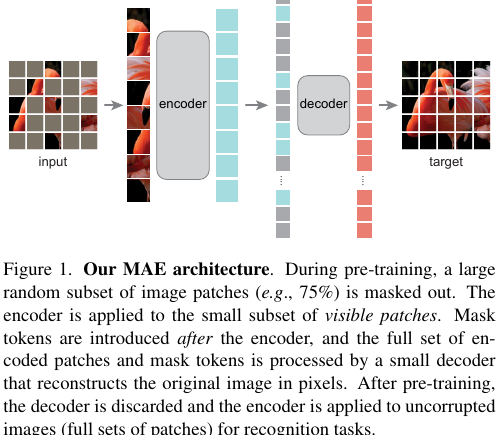 input
encoder
decoder
target
Figure 1. Our MAE architecture. During pre-training, a large
random subset of image patches (e.g., 75%) is masked out. The
encoder is applied to the small subset of visible patches. Mask
tokens are introduced after the encoder, and the full set of en-
coded patches and mask tokens is processed by a small decoder
that reconstructs the original image in pixels. After pre-training,
the decoder is discarded and the encoder is applied to uncorrupted
images (full sets of patches) for recognition tasks.